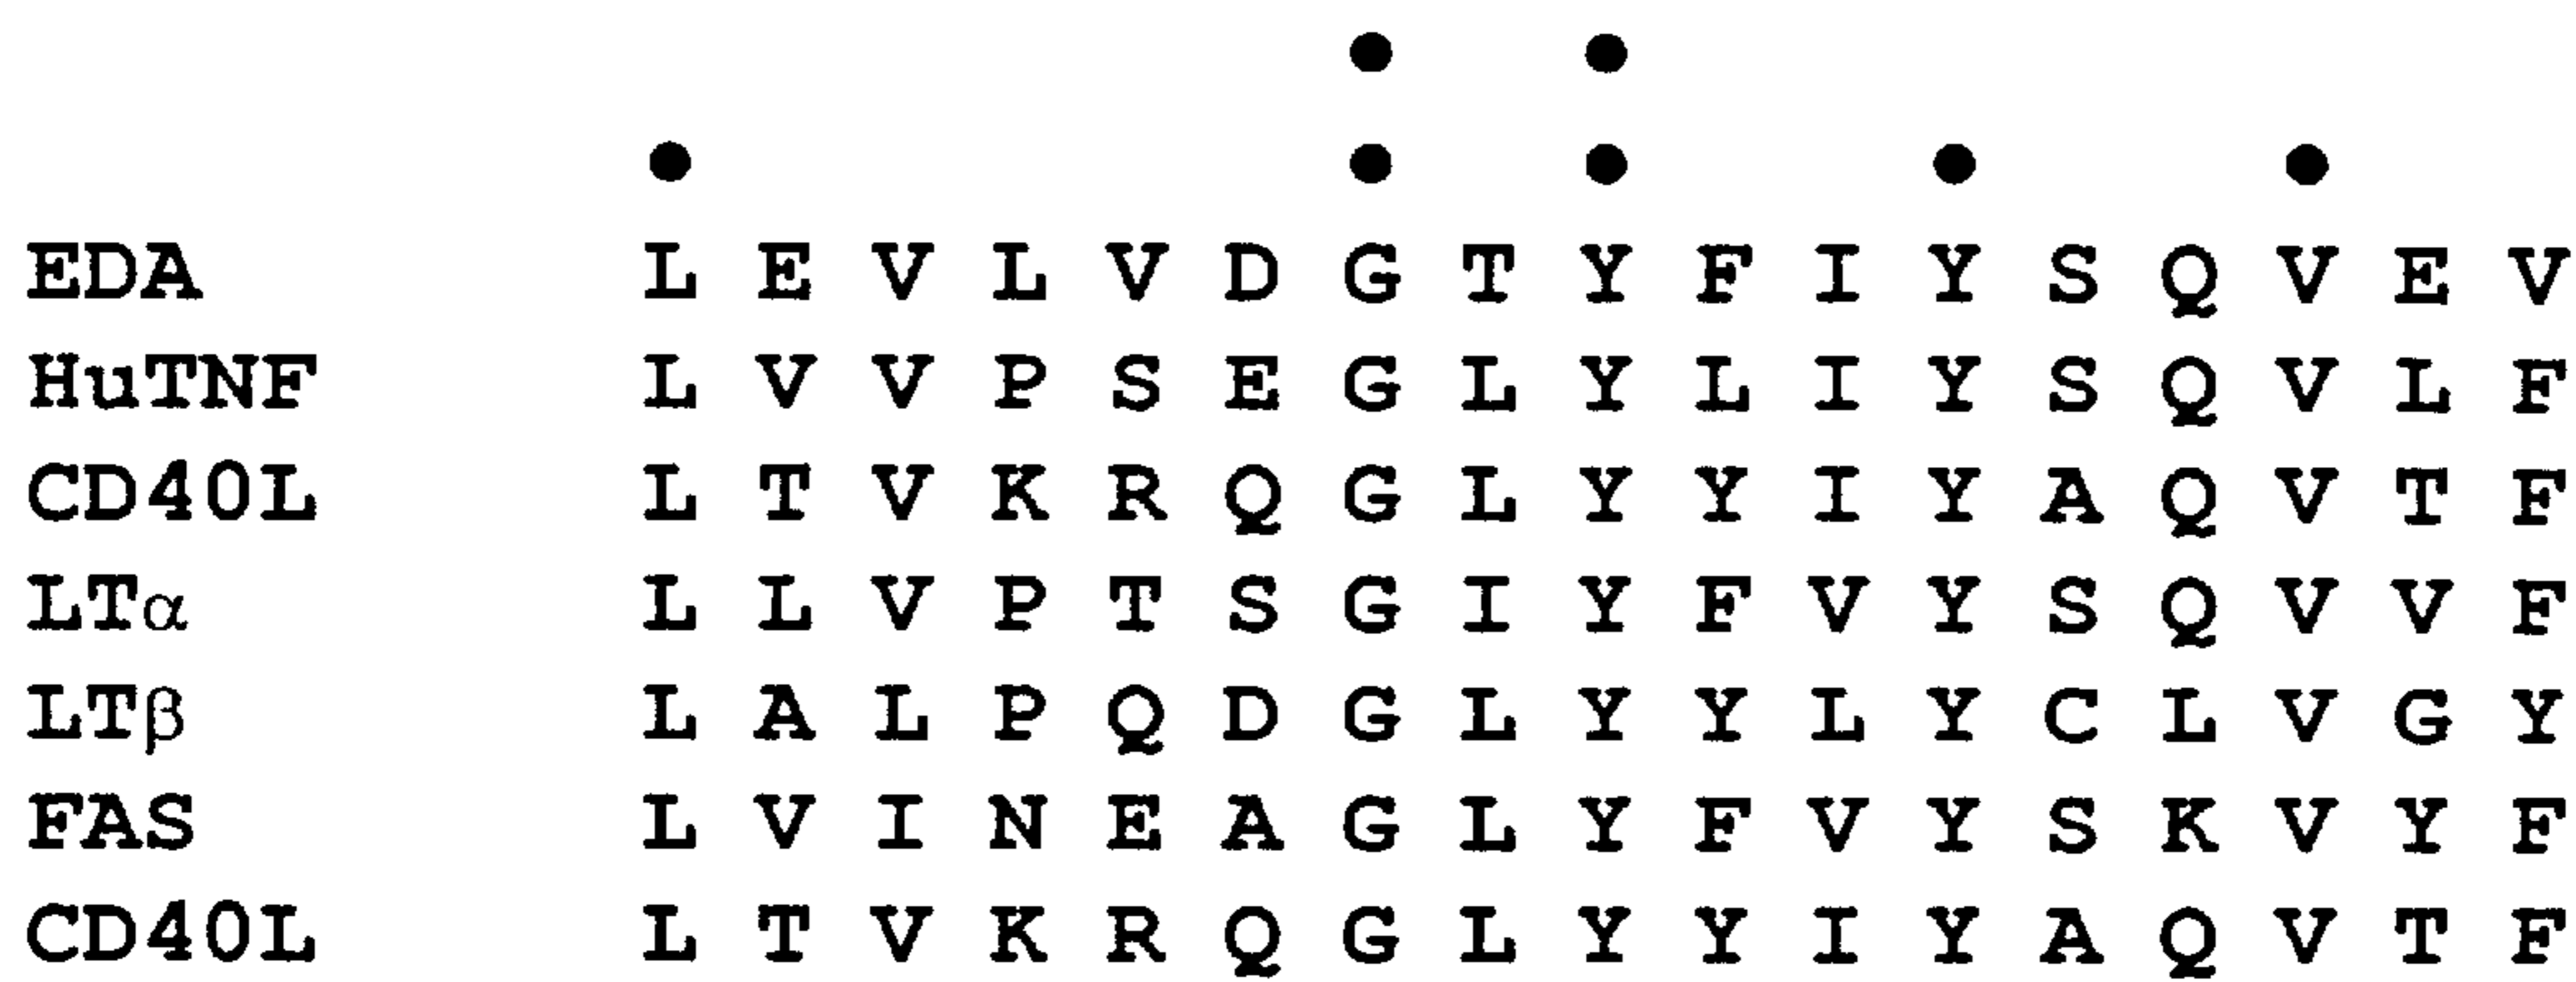 ● ●
● ● ● ● ●
EDA L E V L V D G T Y F I Y S Q V E V
HuTNF L V V P S E G L Y L I Y S Q V L F
CD40L L T V K R Q G L Y Y I Y A Q V T F
LTα L L V P T S G I Y F V Y S Q V V F
LTβ L A L P Q D G L Y Y L Y C L V G Y
FAS L V I N E A G L Y F V Y S K V Y F
CD40L L T V K R Q G L Y Y I Y A Q V T F